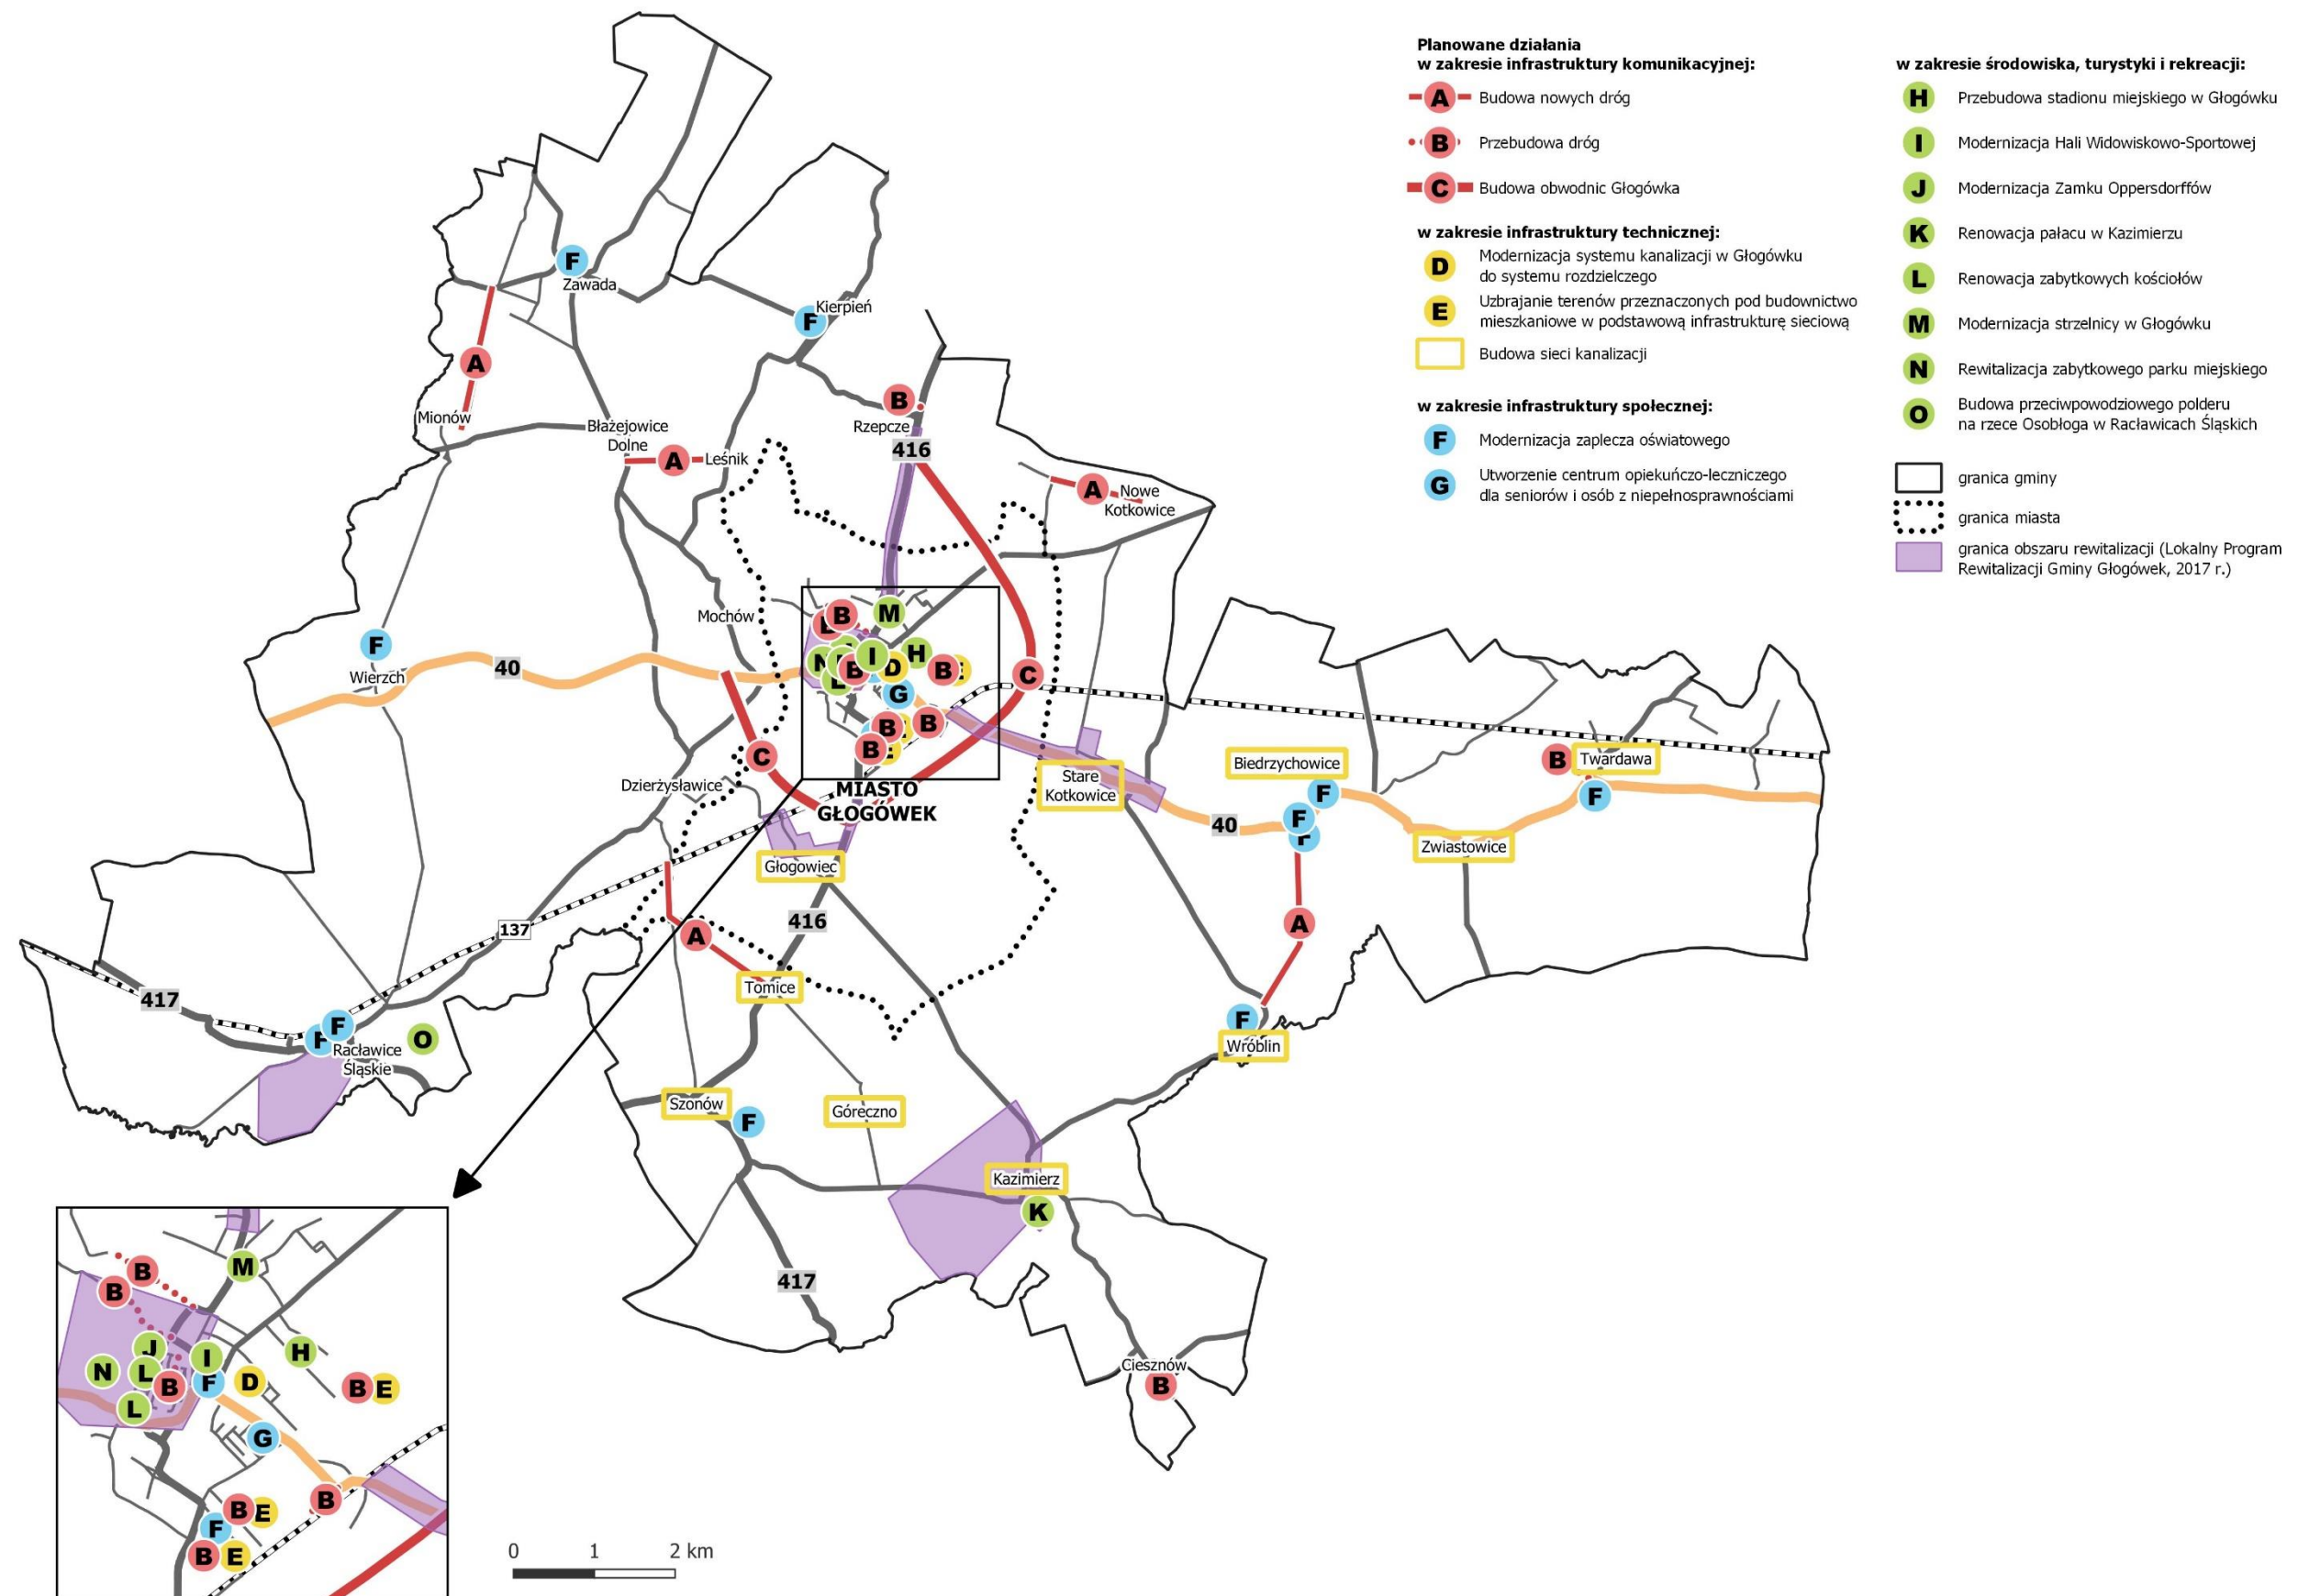 Planowane działania
w zakresie infrastruktury komunikacyjnej:
A Budowa nowych dróg
B Przebudowa dróg
C Budowa obwodnic Głogówka
w zakresie infrastruktury technicznej:
D Modernizacja systemu kanalizacji w Głogówku
do systemu rozdzielczego
E Uzbrajanie terenów przeznaczonych pod budownictwo
mieszkaniowe w podstawową infrastrukturę sieciową
Budowa sieci kanalizacji
w zakresie infrastruktury społecznej:
F Modernizacja zaplecza oświatowego
G Utworzenie centrum opiekuńczo-leczniczego
dla seniorów i osób z niepełnosprawnościami
w zakresie środowiska, turystyki i rekreacji:
H Przebudowa stadionu miejskiego w Głogówku
I Modernizacja Hali Widowiskowo-Sportowej
J Modernizacja Zamku Oppersdorffów
K Renowacja pałacu w Kazimierzu
L Renowacja zabytkowych kościołów
M Modernizacja strzelnicy w Głogówku
N Rewitalizacja zabytkowego parku miejskiego
O Budowa przeciwpowodziowego polderu
na rzece Osobłoga w Racławicach Śląskich
granica gminy
granica miasta
granica obszaru rewitalizacji (Lokalny Program
Rewitalizacji Gminy Głogówek, 2017 r.)
F
Zawada
Kierpień
F
A
B
Mionów
Błażejowice
Dolne
Rzepcze
416
A Leśnik
A Nowe
Kotkowice
Mochów
B
B
M
F
Wierzch
40
N
L
B
I
D
H
B
E
G
C
C
B
B
B
E
Dzierżysławice
MIASTO
GŁOGÓWEK
Stare
Kotkowice
Biedrzychowice
B Twardawa
F
F
F
F
40
Zwiastowice
Głogowiec
416
A
A
137
Tomice
417
F
F
Racławice
Śląskie
O
F
Wróblin
Szonów
F
Góreczno
Kazimierz
K
417
Ciesznów
B
B
B
M
J
I
H
N
L
B
F
D
B E
L
G
B
B E
F
B E
0 1 2 km